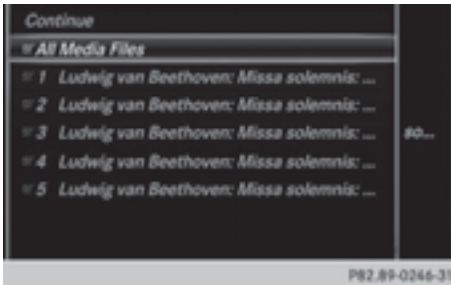 Continue
All Media Files
1 Ludwig van Beethoven: Missa solemnis: ...
2 Ludwig van Beethoven: Missa solemnis: ...
3 Ludwig van Beethoven: Missa solemnis: ...
so...
4 Ludwig van Beethoven: Missa solemnis: ...
5 Ludwig van Beethoven: Missa solemnis: ...
P82.89-0246-31